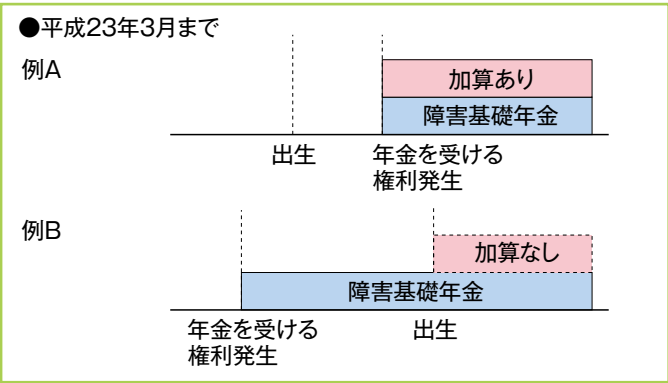 ●平成23年3月まで
例A
加算あり
障害基礎年金
出生
年金を受ける
権利発生
例B
加算なし
障害基礎年金
年金を受ける
権利発生
出生